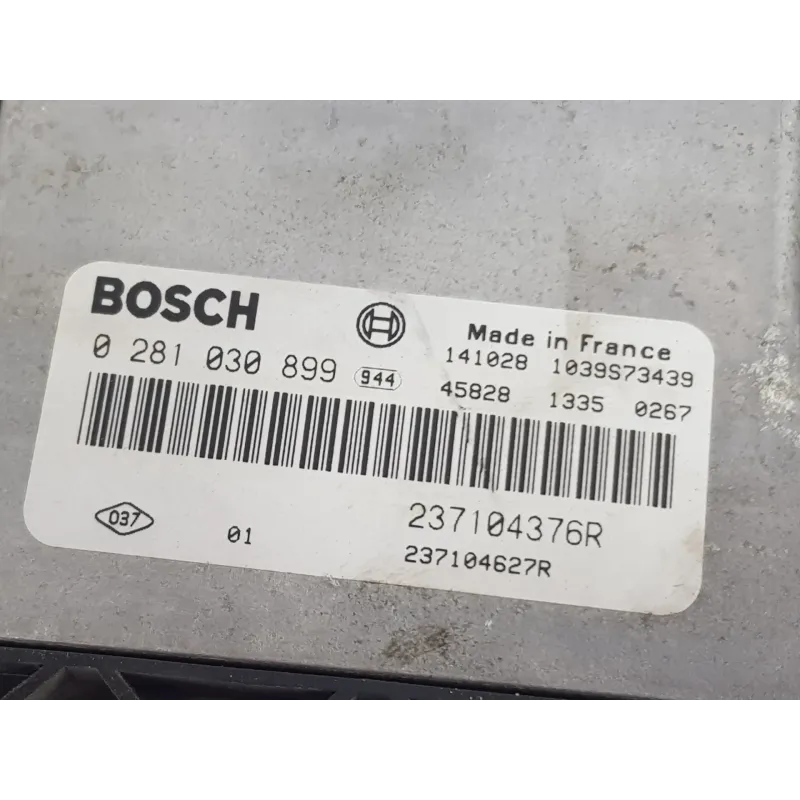 BOSCH
Made in France
0 281 030 899 944
141028 1039S73439
45828 1335 0267
037
01
237104376R
237104627R